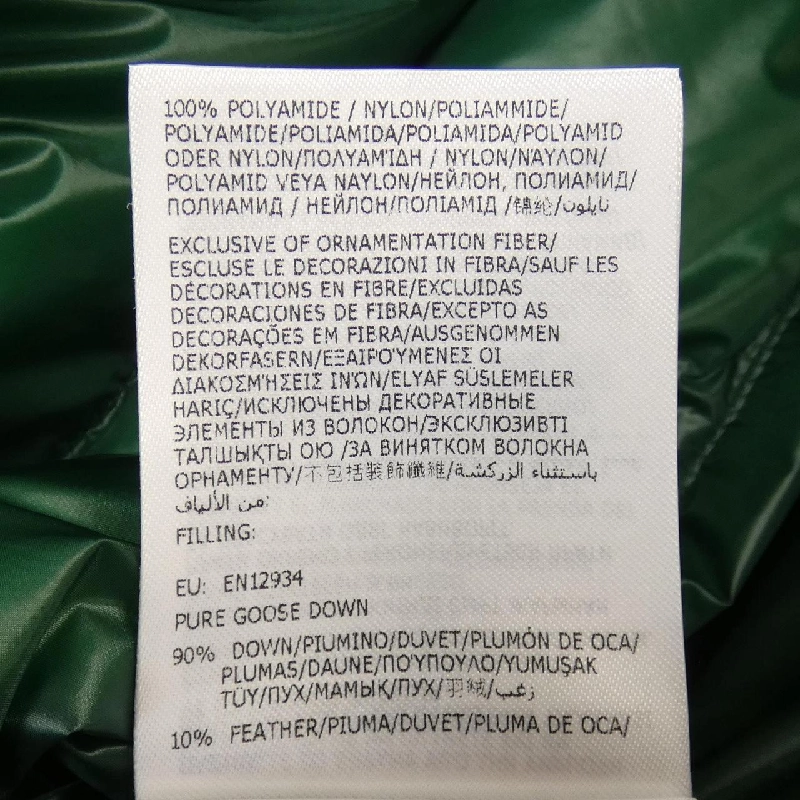 100% POLYAMIDE / NYLON/POLIAMMIDE/
POLYAMIDE/POLIAMIDA/POLIAMIDA/POLYAMID
ODER NYLON/ΠΟΛΥΑΜΊΔΗ / NYLON/ΝΆΥΛΟΝ/
POLYAMID VEYA NAYLON/НЕЙЛОН, ПОЛИАМИД/
ПОЛИАМИД / НЕЙЛОН/ПОЛІАМІД /锦纶/نايلون
EXCLUSIVE OF ORNAMENTATION FIBER/
ESCLUSE LE DECORAZIONI IN FIBRA/SAUF LES
DÉCORATIONS EN FIBRE/EXCLUIDAS
DECORACIONES DE FIBRA/EXCEPTO AS
DECORAÇÕES EM FIBRA/AUSGENOMMEN
DEKORFASERN/ΕΞΑΙΡΟΎΜΕΝΕΣ ΟΙ
ΔΙΑΚΟΣΜΉΣΕΙΣ ΙΝΏΝ/ELYAF SÜSLEMELER
HARİÇ/ИСКЛЮЧЕНЫ ДЕКОРАТИВНЫЕ
ЭЛЕМЕНТЫ ИЗ ВОЛОКОН/ЭКСКЛЮЗИВТІ
ТАЛШЫҚТЫ ОЮ /ЗА ВИНЯТКОМ ВОЛОКНА
ОРНАМЕНТУ/不包括裝飾纖維/باستثناء الزركشة
من الألياف:
FILLING:
EU: EN12934
PURE GOOSE DOWN
90% DOWN/PIUMINO/DUVET/PLUMÓN DE OCA/
PLUMAS/DAUNE/ΠΟΎΠΟΥΛΟ/YUMUŞAK
TÜY/ПУХ/МАМЫҚ/ПУХ/羽絨/زغب
10% FEATHER/PIUMA/DUVET/PLUMA DE OCA/